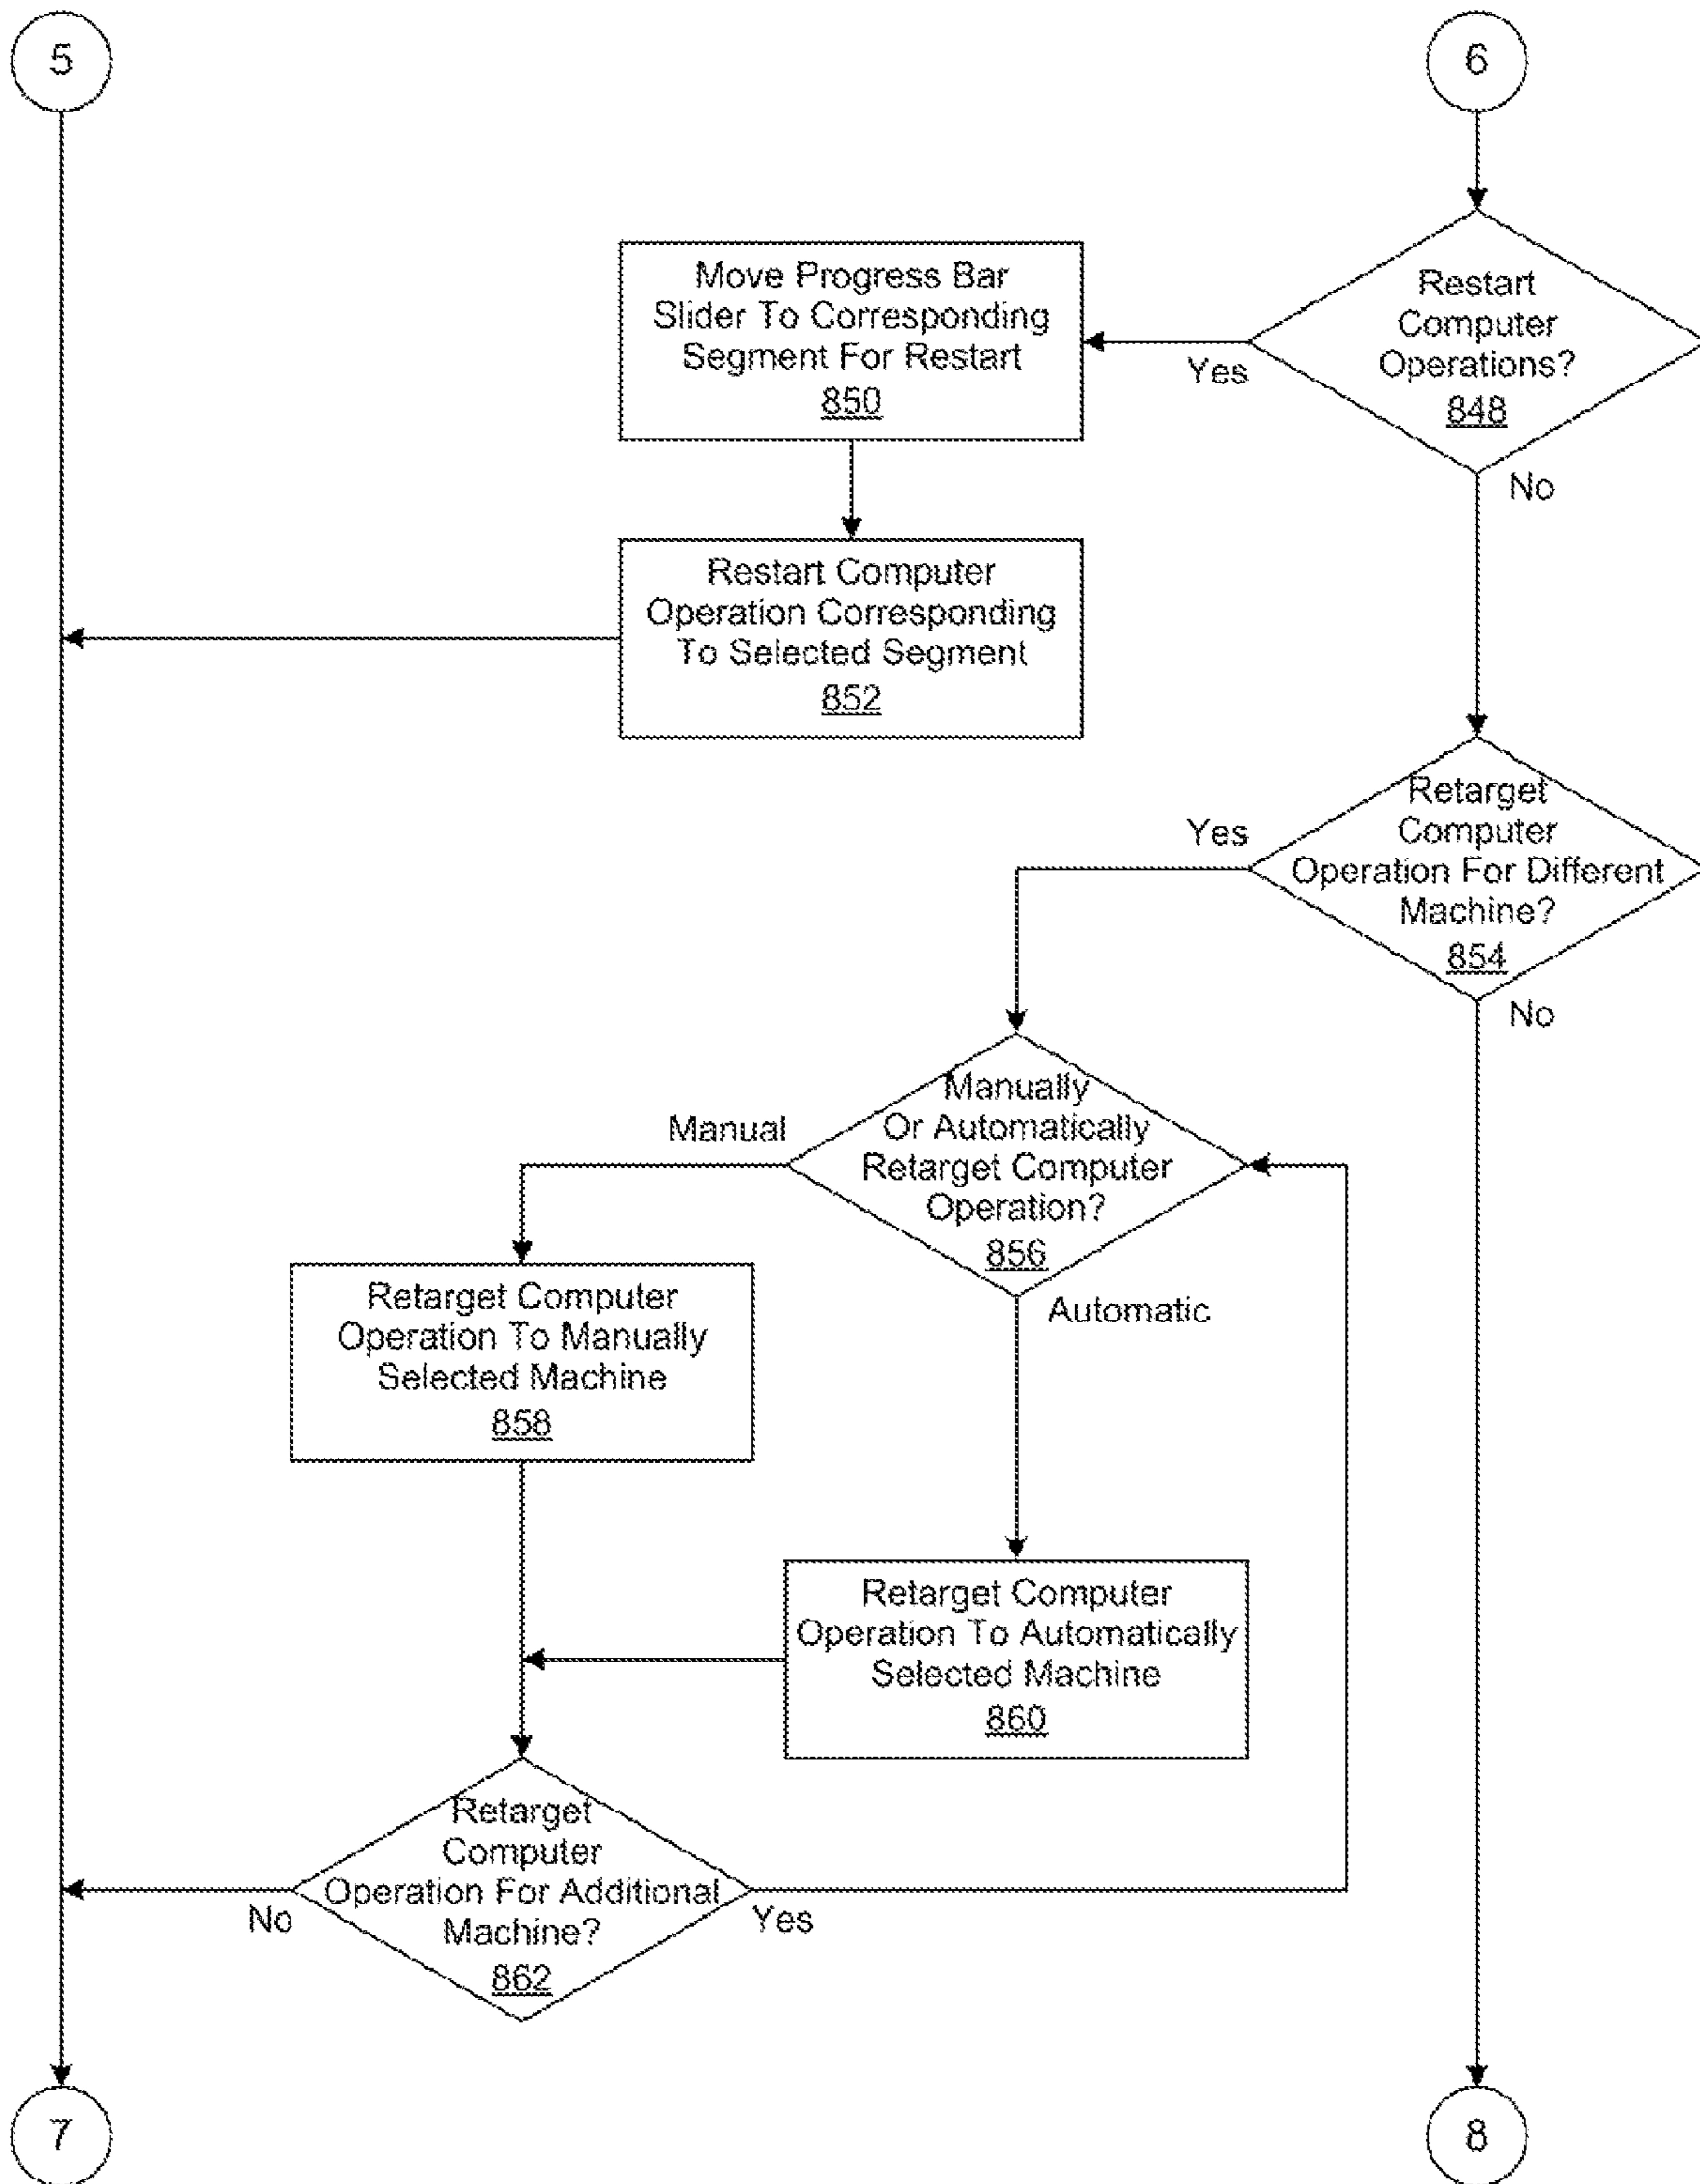 5
6
Restart
Computer
Operations?
848
Yes
No
Move Progress Bar
Slider To Corresponding
Segment For Restart
850
Restart Computer
Operation Corresponding
To Selected Segment
852
Retarget
Computer
Operation For Different
Machine?
854
Yes
No
Manually
Or Automatically
Retarget Computer
Operation?
856
Manual
Automatic
Retarget Computer
Operation To Manually
Selected Machine
858
Retarget Computer
Operation To Automatically
Selected Machine
860
Retarget
Computer
Operation For Additional
Machine?
862
No
Yes
7
8